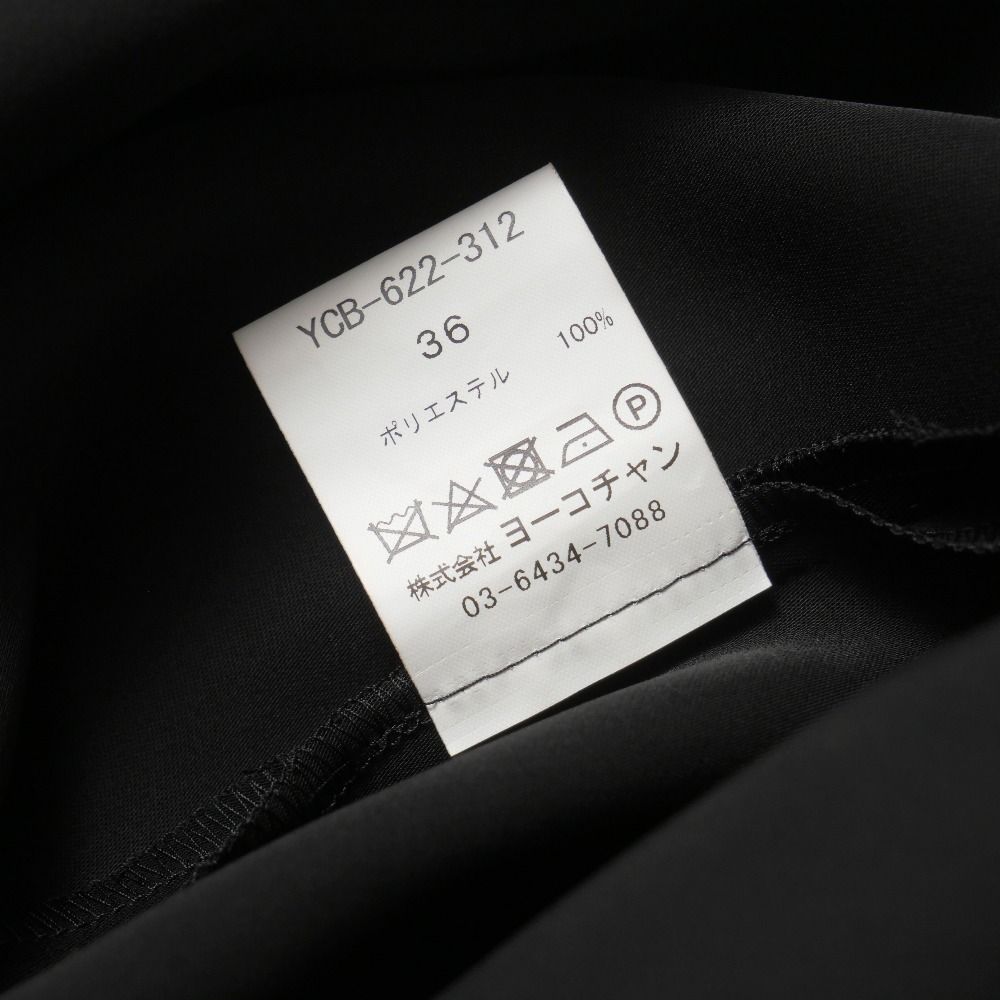 YCB-622-312
36
ポリエステル 100%
P
株式会社 ヨーコチャン
03-6434-7088